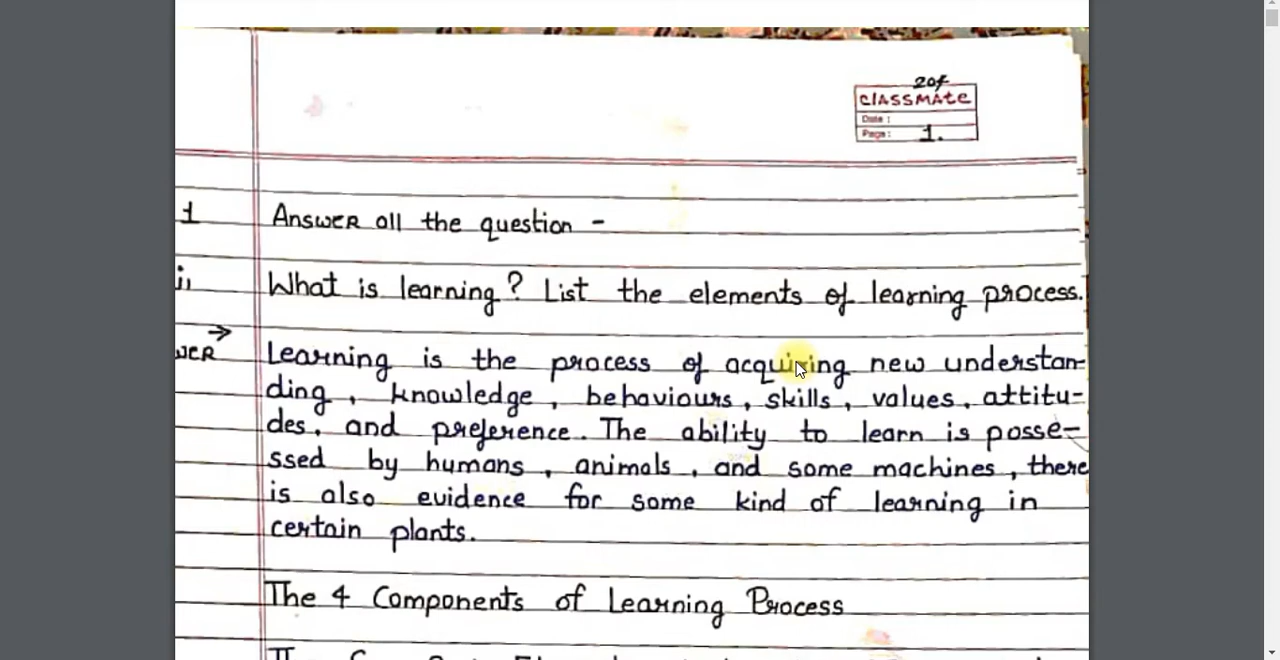 204
CLASSMATE
Date :
Page : 1.
1 Answer all the question -
i, What is learning? List the elements of learning process.
→
WER Learning is the process of acquiring new understan-
ding, knowledge, behaviours, skills, values, attitu-
des, and preference. The ability to learn is posse-
ssed by humans, animals, and some machines, there
is also evidence for some kind of learning in
certain plants.
The 4 Components of Learning Process